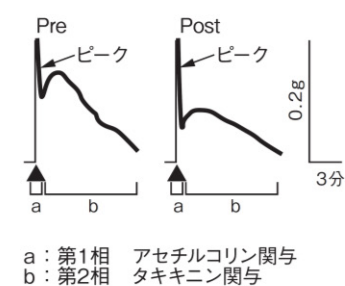 Pre
Post
ピーク
ピーク
0.2g
3分
a
b
a
b
a：第1相　アセチルコリン関与
b：第2相　タキキニン関与